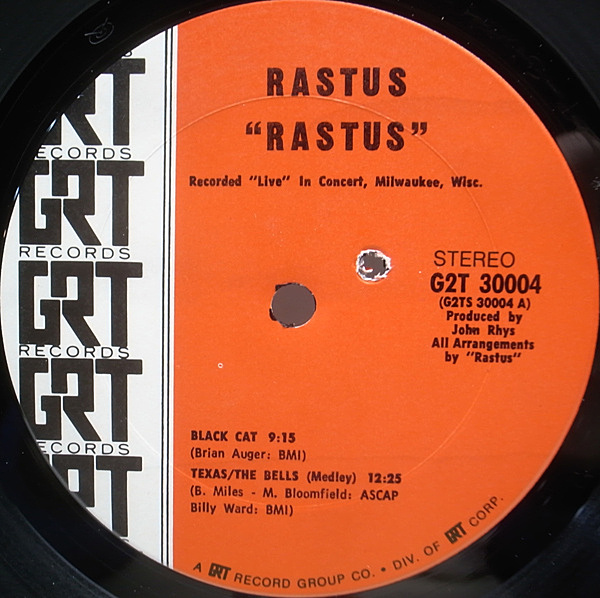 RASTUS
"RASTUS"
Recorded "Live" In Concert, Milwaukee, Wisc.
GRT
RECORDS
GRT
RECORDS
GRT
RECORDS
GRT
RECORDS
GRT
STEREO
G2T 30004
(G2TS 30004 A)
Produced by
John Rhys
All Arrangements
by "Rastus"
BLACK CAT 9:15
(Brian Auger: BMI)
TEXAS/THE BELLS (Medley) 12:25
(B. Miles - M. Bloomfield: ASCAP
Billy Ward: BMI)
A GRT RECORD GROUP CO. • DIV. OF GRT CORP.